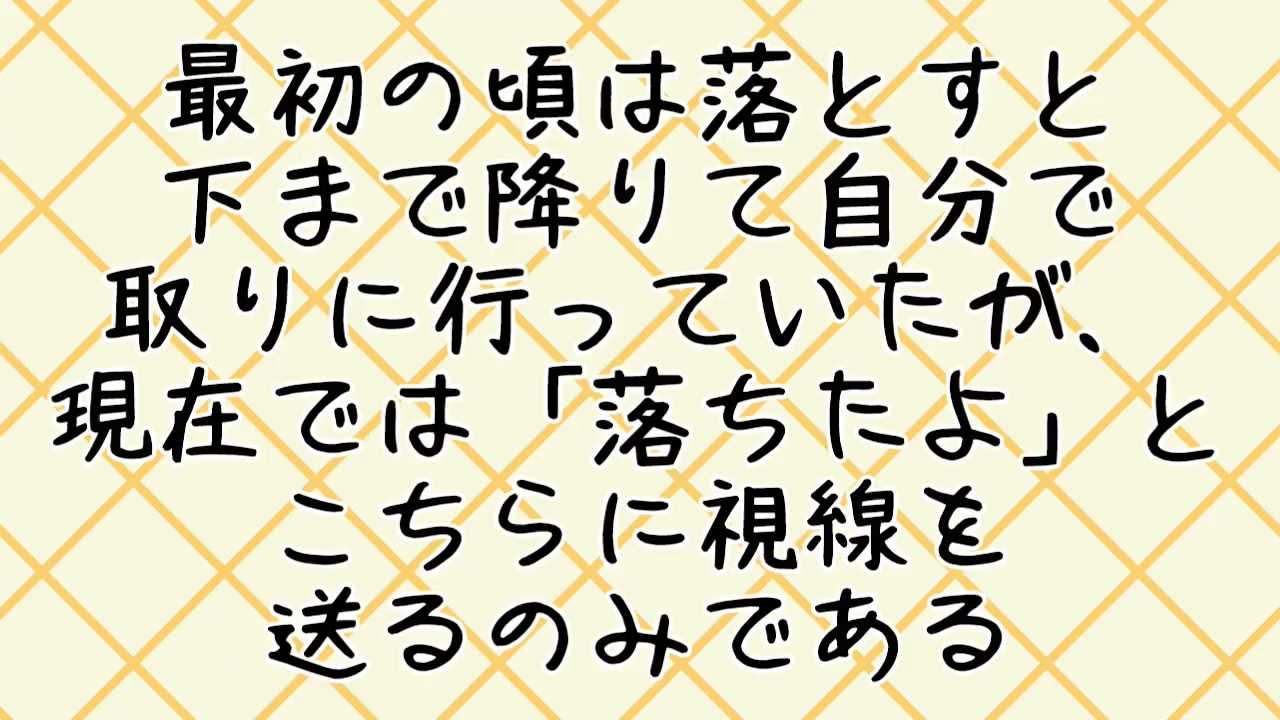 最初の頃は落とすと
下まで降りて自分で
取りに行っていたが、
現在では「落ちたよ」と
こちらに視線を
送るのみである